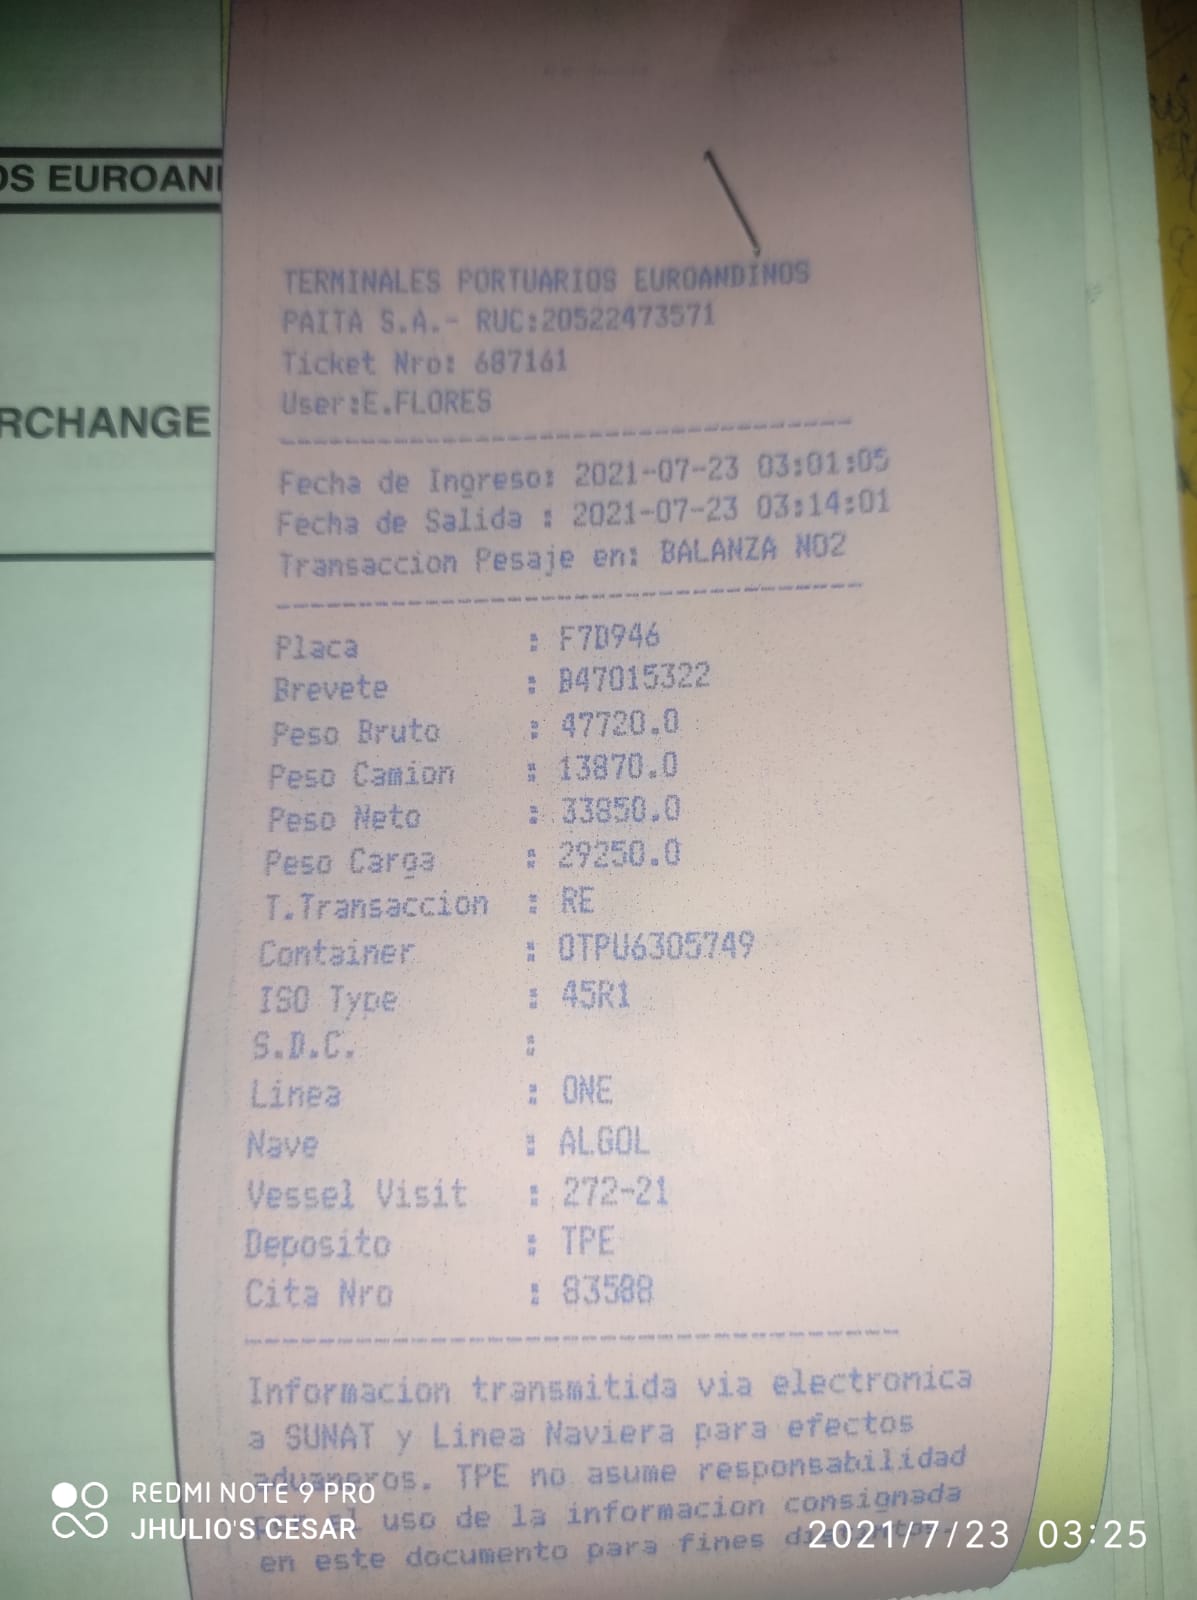 OS EUROANI
RCHANGE
TERMINALES PORTUARIOS EUROANDINOS
PAITA S.A.- RUC:20522473571
Ticket Nro: 687161
User:E.FLORES
Fecha de Ingreso: 2021-07-23 03:01:05
Fecha de Salida : 2021-07-23 03:14:01
Transaccion Pesaje en: BALANZA NO2
Placa : F7D946
Brevete : B47015322
Peso Bruto : 47720.0
Peso Camion : 13870.0
Peso Neto : 33850.0
Peso Carga : 29250.0
T.Transaccion : RE
Container : OTPU6305749
ISO Type : 45R1
S.D.C. :
Linea : ONE
Nave : ALGOL
Vessel Visit : 272-21
Deposito : TPE
Cita Nro : 83588
Informacion transmitida via electronica
a SUNAT y Linea Naviera para efectos
aduaneros. TPE no asume responsabilidad
por el uso de la informacion consignada
en este documento para fines distintos.
REDMI NOTE 9 PRO
JHULIO'S CESAR
2021/7/23 03:25